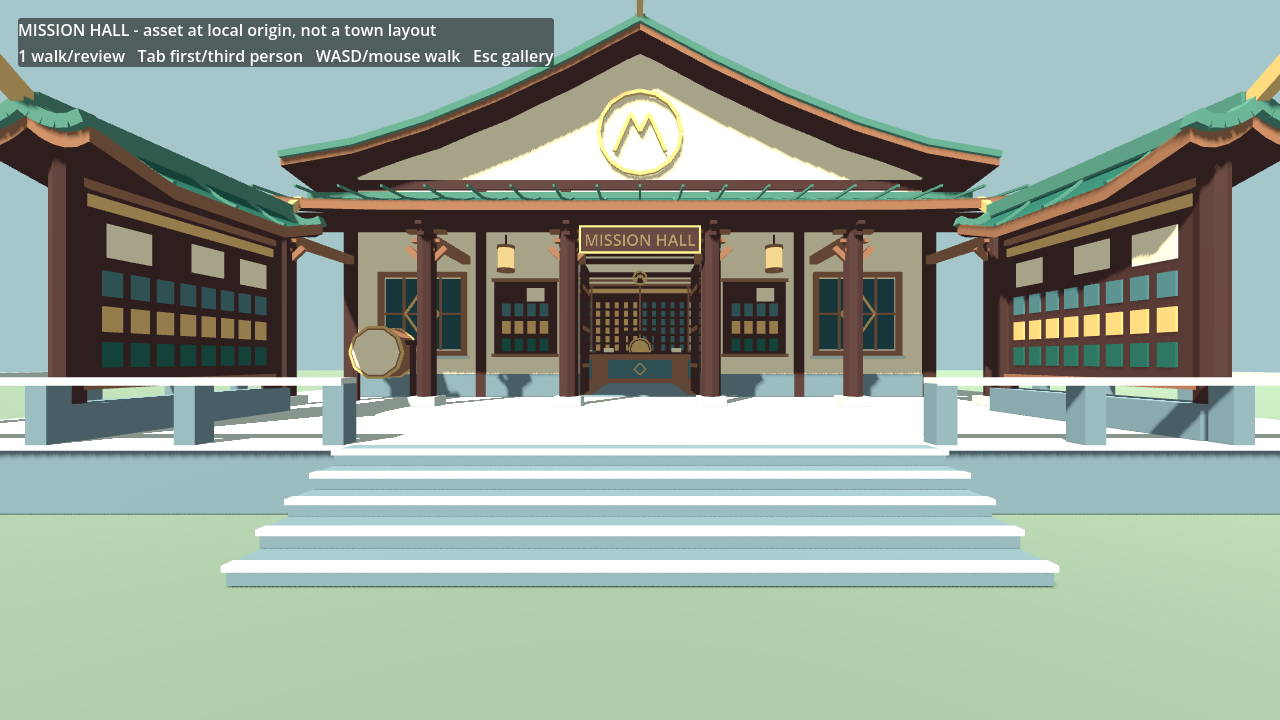 MISSION HALL - asset at local origin, not a town layout
1 walk/review   Tab first/third person   WASD/mouse walk   Esc gallery
M
MISSION HALL